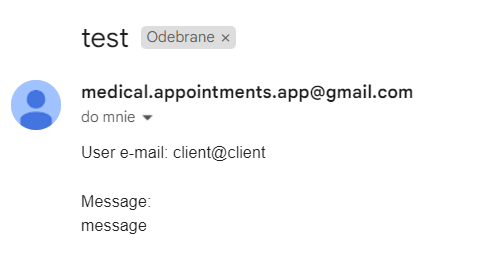 test Odebrane ×
medical.appointments.app@gmail.com
do mnie
User e-mail: client@client
Message:
message